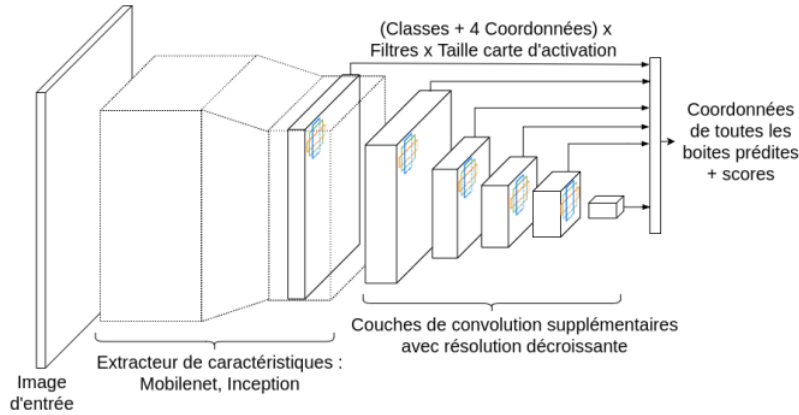 (Classes + 4 Coordonnées) x
Filtres x Taille carte d'activation
Coordonnées
de toutes les
boites prédites
+ scores
Couches de convolution supplémentaires
avec résolution décroissante
Extracteur de caractéristiques :
Mobilenet, Inception
Image
d'entrée